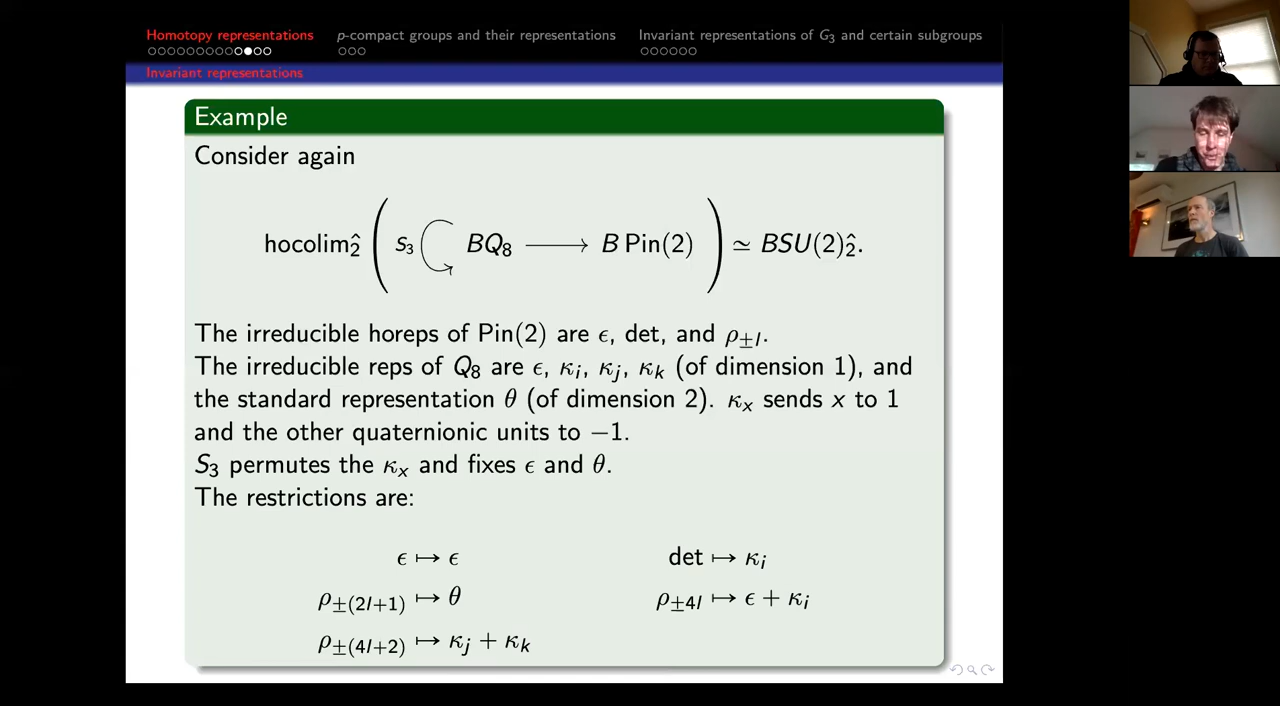 Homotopy representations p-compact groups and their representations Invariant representations of G₃ and certain subgroups
Invariant representations
Example
Consider again
hocolim₂^ ( S₃ BQ₈ ⟶ B Pin(2) ) ≃ BSU(2)₂^.
The irreducible horeps of Pin(2) are ϵ, det, and ρ±l.
The irreducible reps of Q₈ are ϵ, κᵢ, κⱼ, κₖ (of dimension 1), and
the standard representation θ (of dimension 2). κₓ sends x to 1
and the other quaternionic units to −1.
S₃ permutes the κₓ and fixes ϵ and θ.
The restrictions are:
ϵ ↦ ϵ det ↦ κᵢ
ρ±(2l+1) ↦ θ ρ±4l ↦ ϵ + κᵢ
ρ±(4l+2) ↦ κⱼ + κₖ